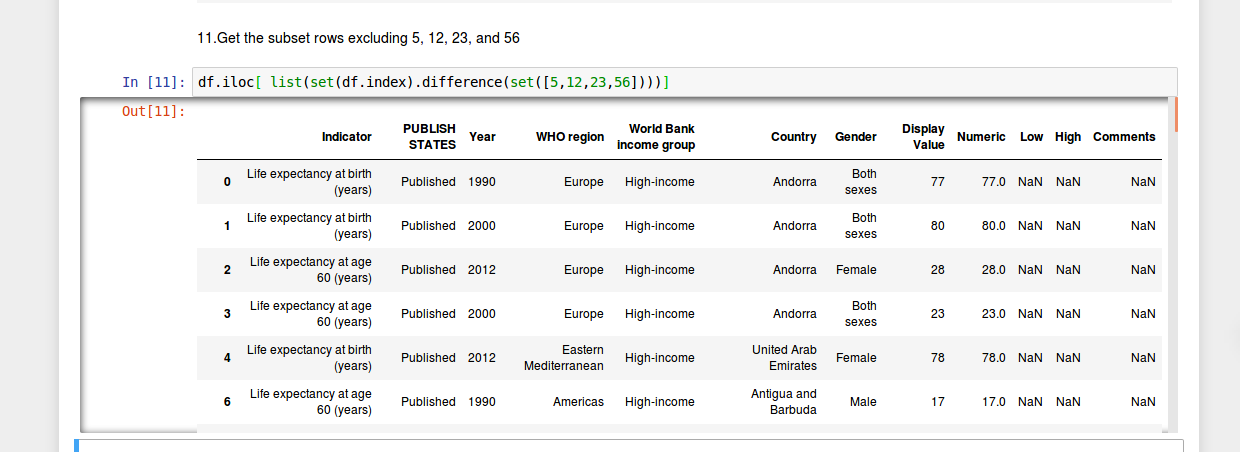 11.Get the subset rows excluding 5, 12, 23, and 56
In [11]: df.iloc[ list(set(df.index).difference(set([5,12,23,56])))]
Out[11]:
Indicator PUBLISH STATES Year WHO region World Bank income group Country Gender Display Value Numeric Low High Comments
0 Life expectancy at birth (years) Published 1990 Europe High-income Andorra Both sexes 77 77.0 NaN NaN NaN
1 Life expectancy at birth (years) Published 2000 Europe High-income Andorra Both sexes 80 80.0 NaN NaN NaN
2 Life expectancy at age 60 (years) Published 2012 Europe High-income Andorra Female 28 28.0 NaN NaN NaN
3 Life expectancy at age 60 (years) Published 2000 Europe High-income Andorra Both sexes 23 23.0 NaN NaN NaN
4 Life expectancy at birth (years) Published 2012 Eastern Mediterranean High-income United Arab Emirates Female 78 78.0 NaN NaN NaN
6 Life expectancy at age 60 (years) Published 1990 Americas High-income Antigua and Barbuda Male 17 17.0 NaN NaN NaN